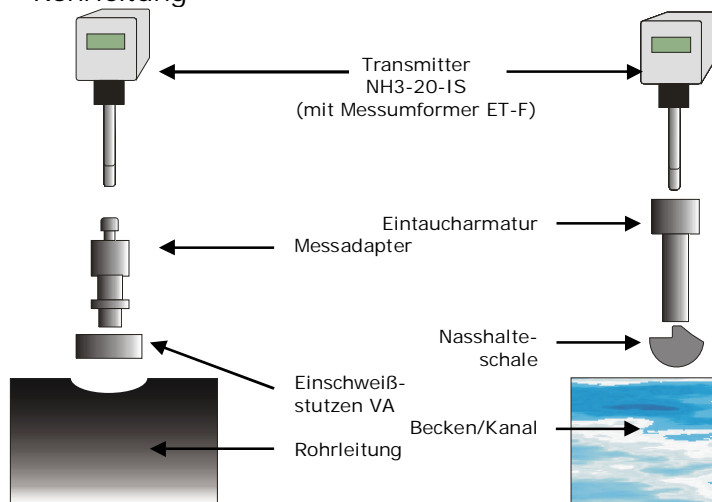 Rohrleitung
Transmitter
NH3-20-IS
(mit Messumformer ET-F)
Eintaucharmatur
Messadapter
Nasshalte-
schale
Einschweiß-
stutzen VA
Becken/Kanal
Rohrleitung